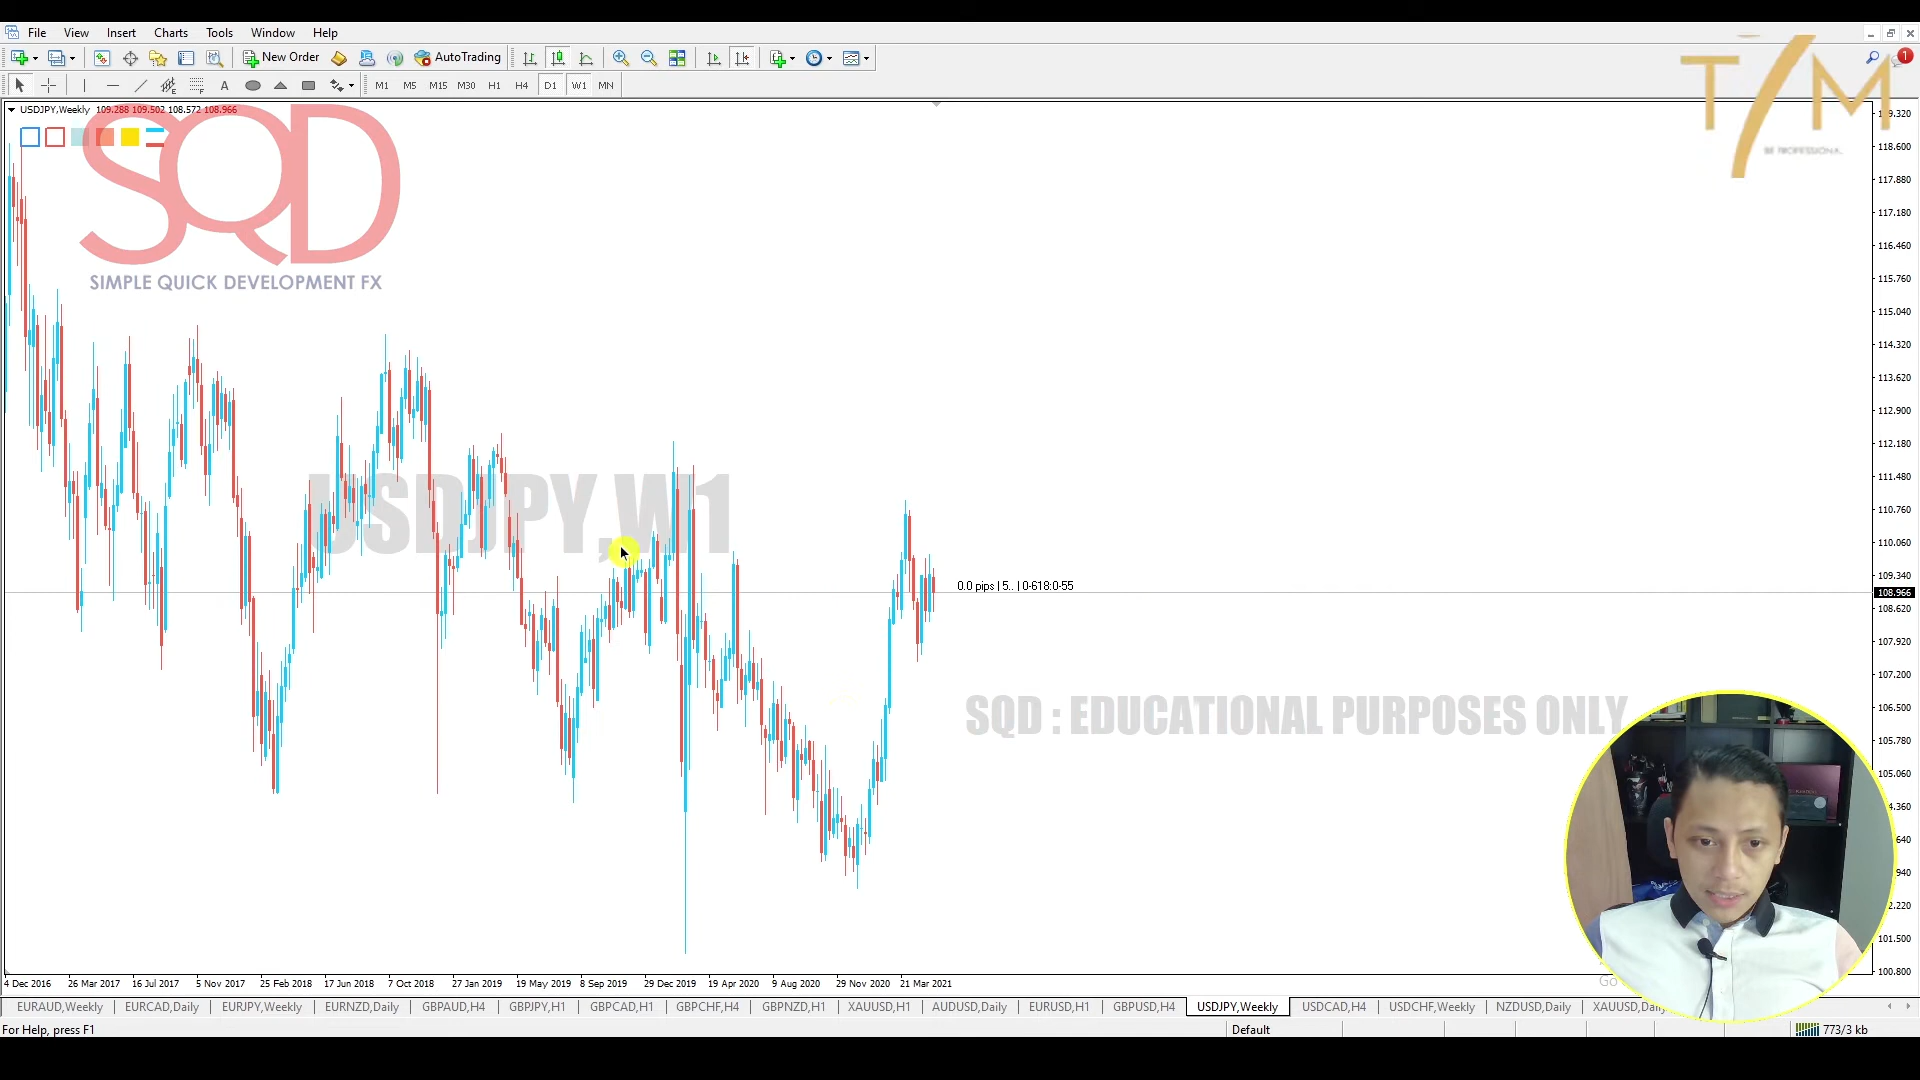 File View Insert Charts Tools Window Help
New Order AutoTrading
A M1 M5 M15 M30 H1 H4 D1 W1 MN
T/M
BE PROFESSIONAL
1
USDJPY,Weekly 109.288 109.502 108.572 108.966
SQD
SIMPLE QUICK DEVELOPMENT FX
USDJPY,W1
0.0 pips | 5.. | 0-618:0-55
SQD : EDUCATIONAL PURPOSES ONLY
118.600
117.880
117.180
116.460
115.760
115.040
114.320
113.620
112.900
112.180
111.480
110.760
110.060
109.340
108.966
108.620
107.920
107.200
106.500
105.780
105.060
101.500
100.800
4 Dec 2016 26 Mar 2017 16 Jul 2017 5 Nov 2017 25 Feb 2018 17 Jun 2018 7 Oct 2018 27 Jan 2019 19 May 2019 8 Sep 2019 29 Dec 2019 19 Apr 2020 9 Aug 2020 29 Nov 2020 21 Mar 2021
EURAUD,Weekly EURCAD,Daily EURJPY,Weekly EURNZD,Daily GBPAUD,H4 GBPJPY,H1 GBPCAD,H1 GBPCHF,H4 GBPNZD,H1 XAUUSD,H1 AUDUSD,Daily EURUSD,H1 GBPUSD,H4 USDJPY,Weekly USDCAD,H4 USDCHF,Weekly NZDUSD,Daily XAUUSD,Daily
For Help, press F1 Default 773/3 kb